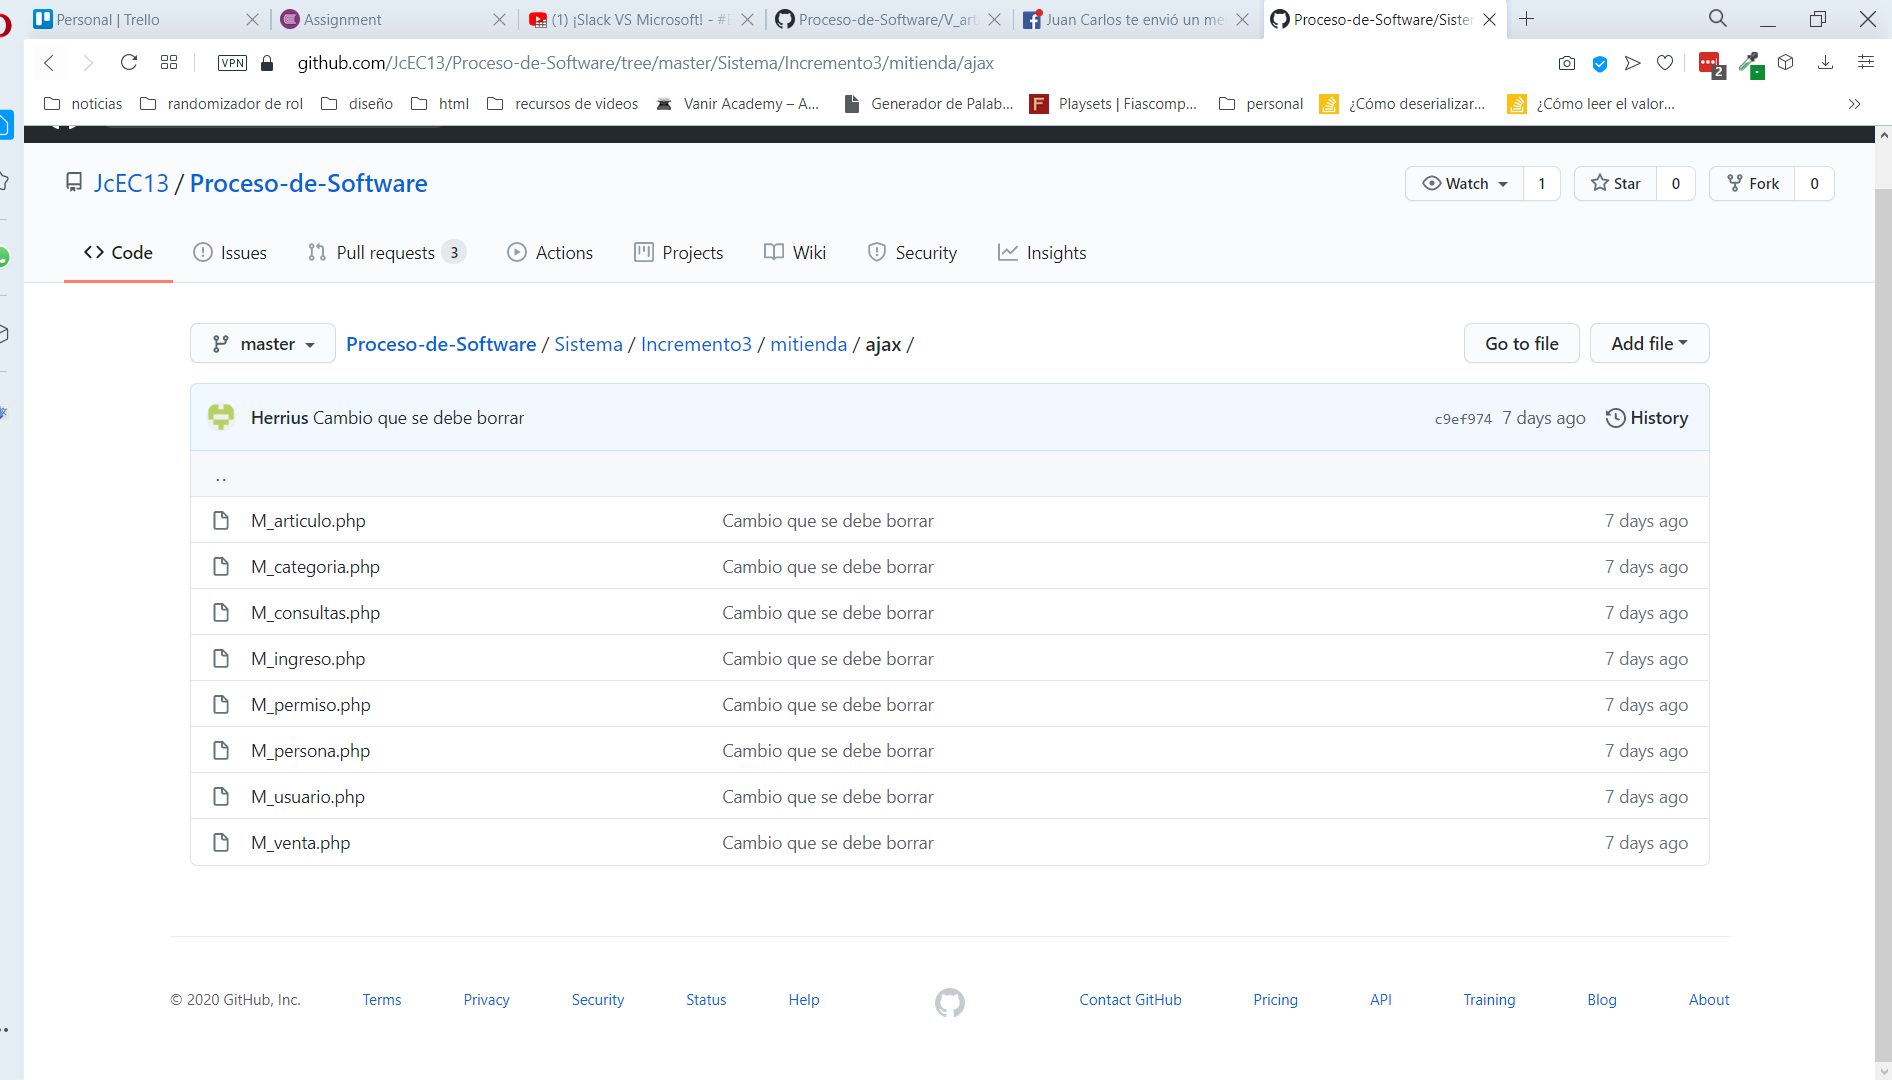 Personal | Trello
Assignment
(1) ¡Slack VS Microsoft! - #
Proceso-de-Software/V_art
Juan Carlos te envió un me
Proceso-de-Software/Sister
VPN
github.com/JcEC13/Proceso-de-Software/tree/master/Sistema/Incremento3/mitienda/ajax
2
noticias
randomizador de rol
diseño
html
recursos de videos
Vanir Academy – A...
Generador de Palab...
F
Playsets | Fiascomp...
personal
¿Cómo deserializar...
¿Cómo leer el valor...
JcEC13 / Proceso-de-Software
Watch 1
Star 0
Fork 0
Code
Issues
Pull requests 3
Actions
Projects
Wiki
Security
Insights
master
Proceso-de-Software / Sistema / Incremento3 / mitienda / ajax /
Go to file
Add file
Herrius Cambio que se debe borrar
c9ef974 7 days ago History
..
M_articulo.php Cambio que se debe borrar 7 days ago
M_categoria.php Cambio que se debe borrar 7 days ago
M_consultas.php Cambio que se debe borrar 7 days ago
M_ingreso.php Cambio que se debe borrar 7 days ago
M_permiso.php Cambio que se debe borrar 7 days ago
M_persona.php Cambio que se debe borrar 7 days ago
M_usuario.php Cambio que se debe borrar 7 days ago
M_venta.php Cambio que se debe borrar 7 days ago
© 2020 GitHub, Inc.
Terms
Privacy
Security
Status
Help
Contact GitHub
Pricing
API
Training
Blog
About